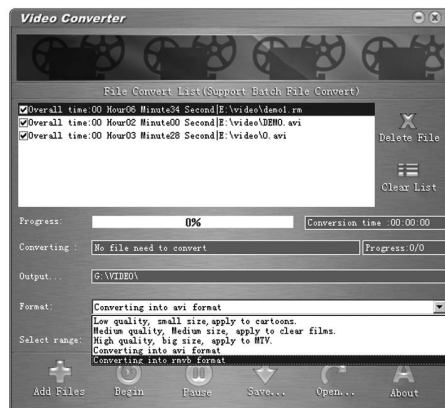 Video Converter
File Convert List(Support Batch File Convert)
Overall time:00 Hour06 Minute34 Second|E:\video\demo1.rm
Overall time:00 Hour02 Minute00 Second|E:\video\DEMO.avi
Overall time:00 Hour03 Minute28 Second|E:\video\0.avi
Delete File
Clear List
Progress:
0%
Conversion time :00:00:00
Converting :
No file need to convert
Progress:0/0
Output...
G:\VIDEO\
Format:
Converting into avi format
Low quality, small size,apply to cartoons.
Medium quality, Medium size, apply to clear films.
High quality, big size, apply to MTV.
Converting into avi format
Converting into rmvb format
Select range:
Add Files
Begin
Pause
Save...
Open...
About